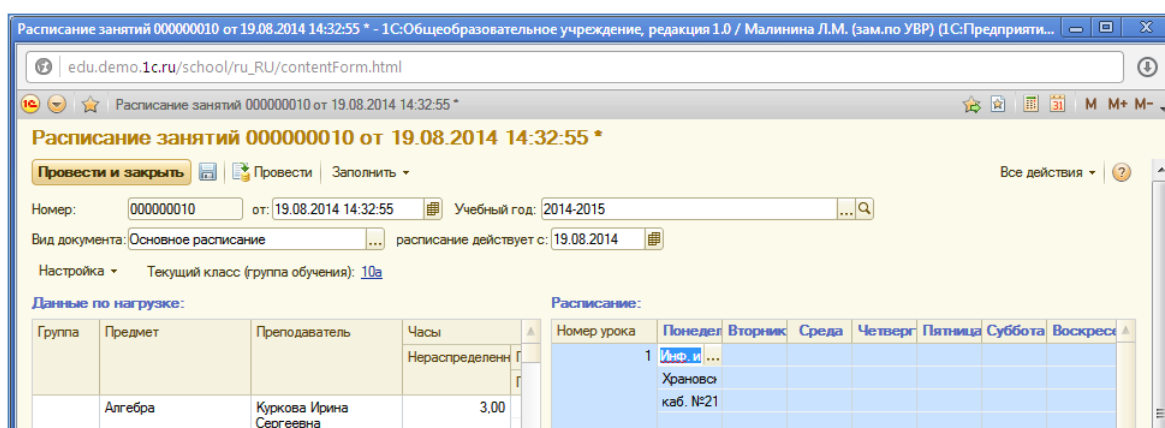 Расписание занятий 000000010 от 19.08.2014 14:32:55 * - 1С:Общеобразовательное учреждение, редакция 1.0 / Малинина Л.М. (зам.по УВР) (1С:Предприяти...
edu.demo.1c.ru/school/ru_RU/contentForm.html
Расписание занятий 000000010 от 19.08.2014 14:32:55 * 31 M M+ M-
Расписание занятий 000000010 от 19.08.2014 14:32:55 *
Провести и закрыть Провести Заполнить Все действия ?
Номер: 000000010 от: 19.08.2014 14:32:55 Учебный год: 2014-2015 ...
Вид документа: Основное расписание ... расписание действует с: 19.08.2014
Настройка Текущий класс (группа обучения): 10а
Данные по нагрузке: Расписание:
Группа Предмет Преподаватель Часы Номер урока Понедел Вторник Среда Четверг Пятница Суббота Воскресе
Нераспределенн 1 Инф. и ...
Храновск
каб. №21
Алгебра Куркова Ирина 3,00
Сергеевна